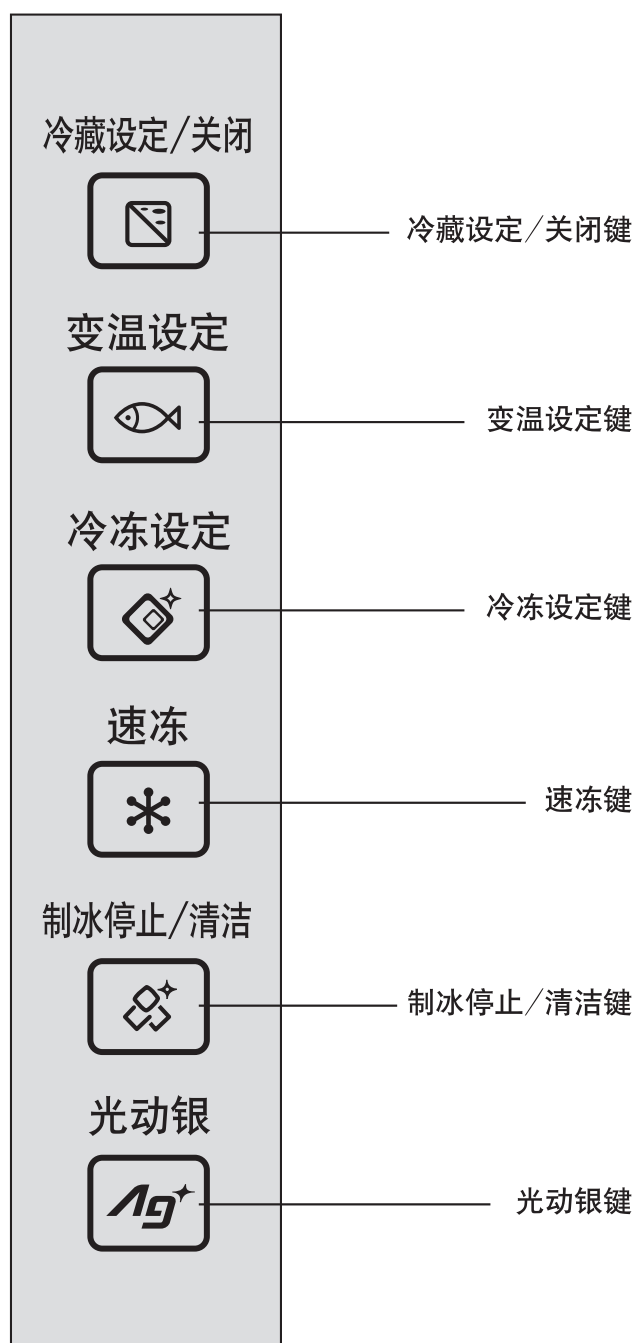 冷藏设定/关闭
冷藏设定/关闭键
变温设定
变温设定键
冷冻设定
冷冻设定键
速冻
速冻键
制冰停止/清洁
制冰停止/清洁键
光动银
Ag
光动银键